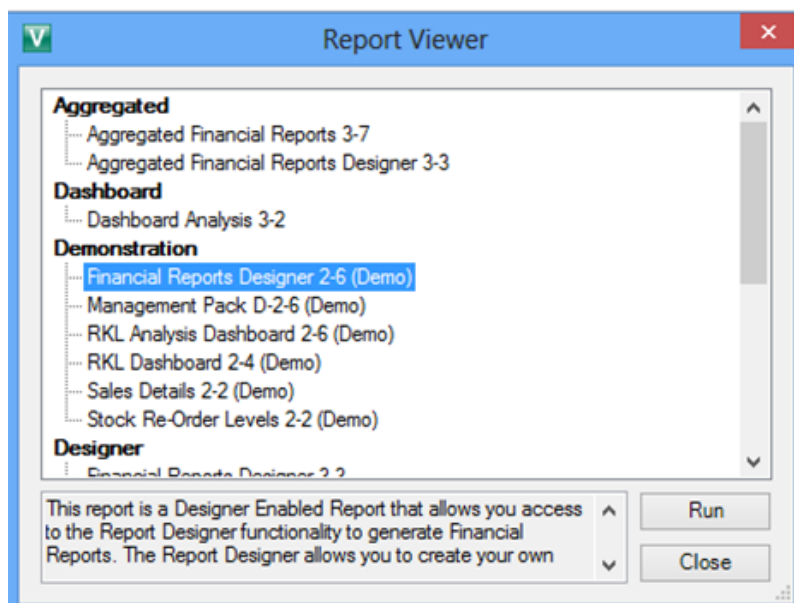 V
Report Viewer
Aggregated
Aggregated Financial Reports 3-7
Aggregated Financial Reports Designer 3-3
Dashboard
Dashboard Analysis 3-2
Demonstration
Financial Reports Designer 2-6 (Demo)
Management Pack D-2-6 (Demo)
RKL Analysis Dashboard 2-6 (Demo)
RKL Dashboard 2-4 (Demo)
Sales Details 2-2 (Demo)
Stock Re-Order Levels 2-2 (Demo)
Designer
Financial Reports Designer
This report is a Designer Enabled Report that allows you access
to the Report Designer functionality to generate Financial
Reports. The Report Designer allows you to create your own
Run
Close